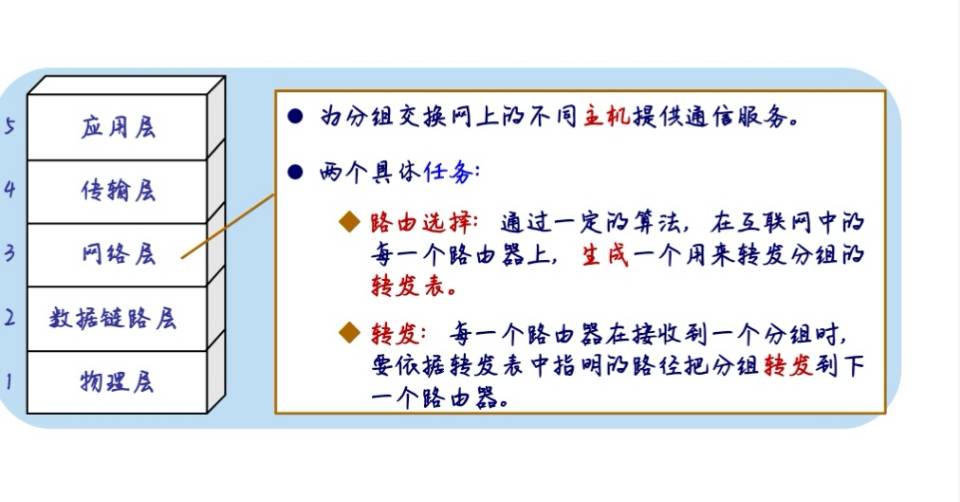 5 应用层
4 传输层
3 网络层
2 数据链路层
1 物理层
● 为分组交换网上的不同主机提供通信服务。
● 两个具体任务:
◆ 路由选择: 通过一定的算法, 在互联网中的
每一个路由器上, 生成一个用来转发分组的
转发表。
◆ 转发: 每一个路由器在接收到一个分组时,
要依据转发表中指明的路径把分组转发到下
一个路由器。